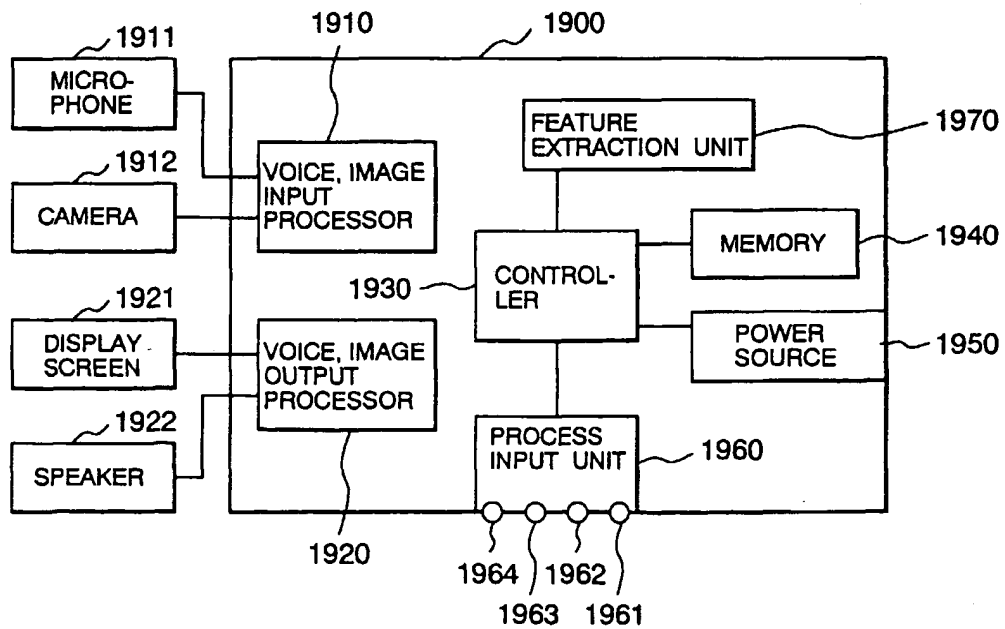 1911
MICRO-
PHONE
1912
CAMERA
1921
DISPLAY
SCREEN
1922
SPEAKER
1910
VOICE, IMAGE
INPUT
PROCESSOR
VOICE, IMAGE
OUTPUT
PROCESSOR
1920
1900
FEATURE
EXTRACTION UNIT
1970
CONTROL-
LER
1930
MEMORY
1940
POWER
SOURCE
1950
PROCESS
INPUT UNIT
1960
1964
1963
1962
1961